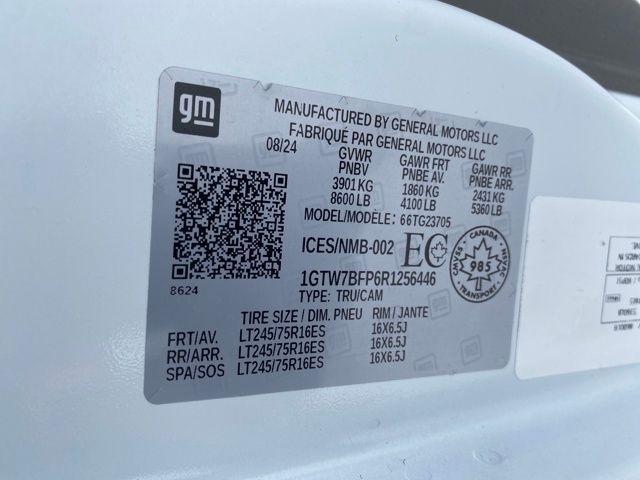 gm
MANUFACTURED BY GENERAL MOTORS LLC
FABRIQUÉ PAR GENERAL MOTORS LLC
08/24 GVWR GAWR FRT GAWR RR
PNBV PNBE AV. PNBE ARR.
3901 KG 1860 KG 2431 KG
8600 LB 4100 LB 5360 LB
MODEL/MODÈLE: 66TG23705
ICES/NMB-002 EC
CANADA
CMVSS NSVAC
985
TRANSPORT
1GTW7BFP6R1256446
8624
TYPE: TRU/CAM
TIRE SIZE / DIM. PNEU RIM / JANTE
FRT/AV. LT245/75R16ES 16X6.5J
RR/ARR. LT245/75R16ES 16X6.5J
SPA/SOS LT245/75R16ES 16X6.5J